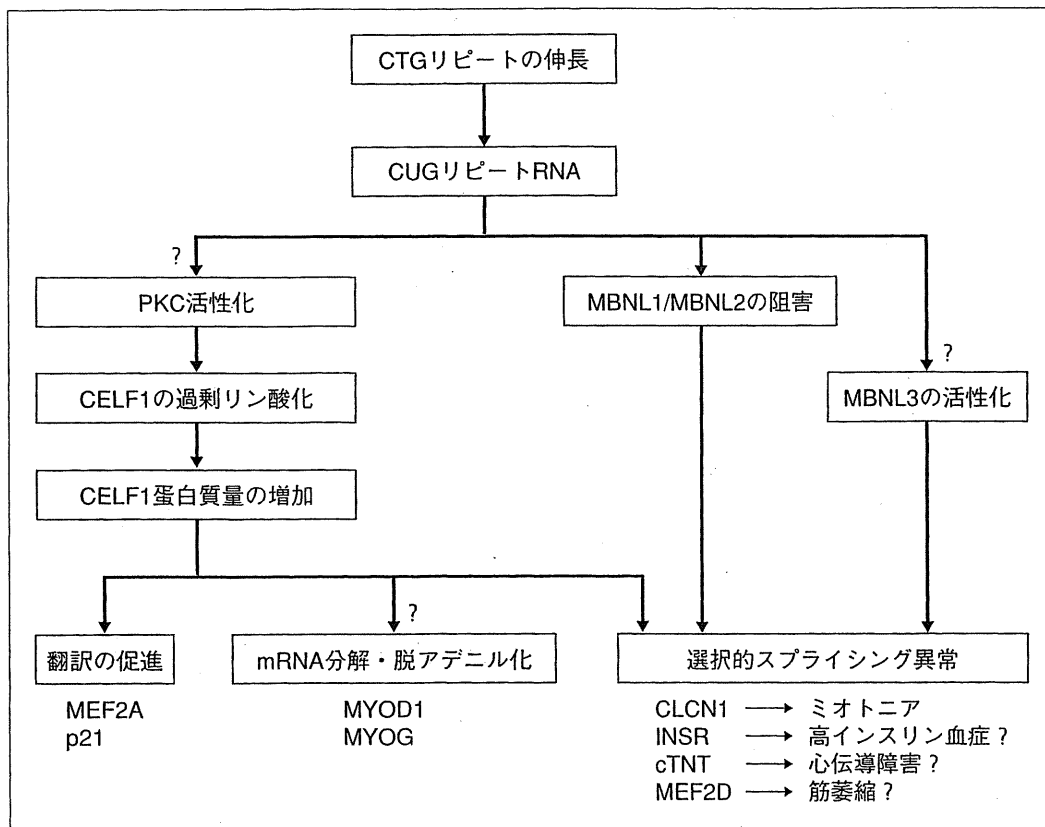 CTGリピートの伸長
CUGリピートRNA
?
PKC活性化
MBNL1/MBNL2の阻害
?
CELF1の過剰リン酸化
MBNL3の活性化
CELF1蛋白質量の増加
?
翻訳の促進
mRNA分解・脱アデニル化
選択的スプライシング異常
MEF2A
MYOD1
CLCN1 → ミオトニア
p21
MYOG
INSR → 高インスリン血症?
cTNT → 心伝導障害?
MEF2D → 筋萎縮?